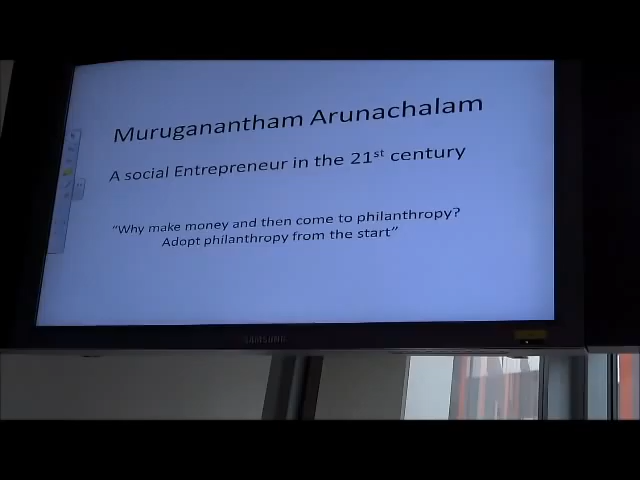 Muruganantham Arunachalam
A social Entrepreneur in the 21st century
"Why make money and then come to philanthropy?
Adopt philanthropy from the start"
SAMSUNG